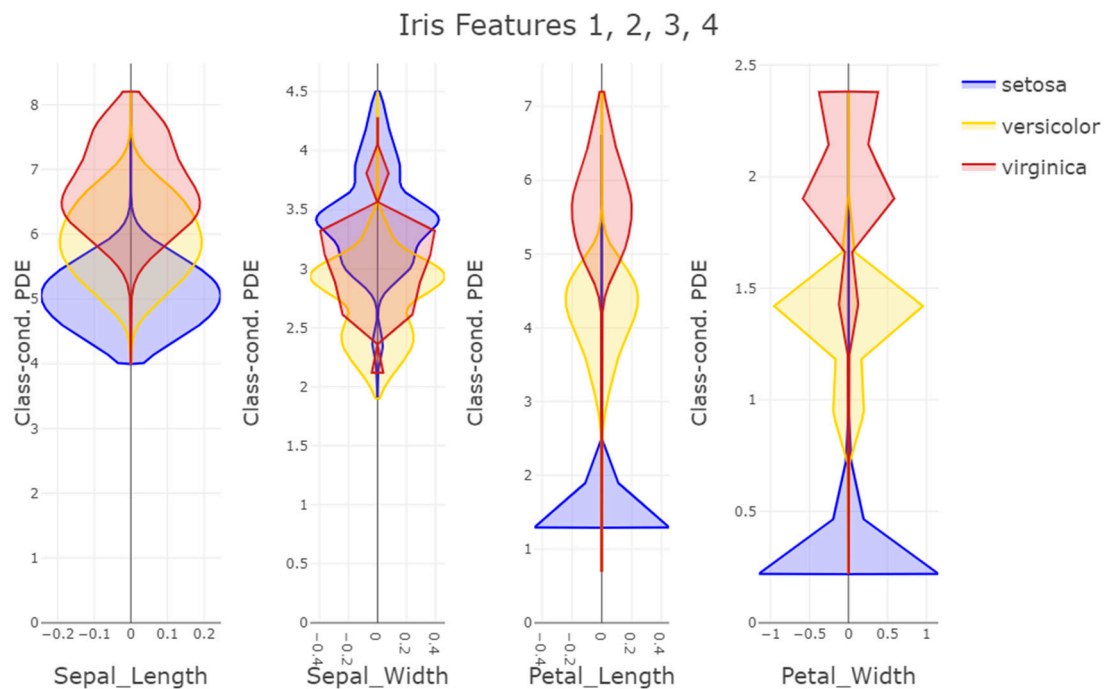 Iris Features 1, 2, 3, 4
setosa
versicolor
virginica
Class-cond. PDE
8
7
6
5
4
3
2
1
0
−0.2 −0.1 0 0.1 0.2
Sepal_Length
Class-cond. PDE
4.5
4
3.5
3
2.5
2
1.5
1
0.5
0
−0.4 −0.2 0 0.2 0.4
Sepal_Width
Class-cond. PDE
7
6
5
4
3
2
1
0
−0.4 −0.2 0 0.2 0.4
Petal_Length
Class-cond. PDE
2.5
2
1.5
1
0.5
0
−1 −0.5 0 0.5 1
Petal_Width